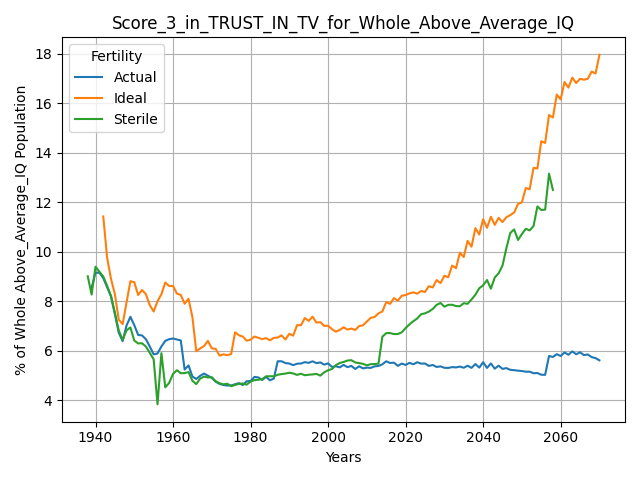 Score_3_in_TRUST_IN_TV_for_Whole_Above_Average_IQ
% of Whole Above_Average_IQ Population
18
16
14
12
10
8
6
4
Fertility
Actual
Ideal
Sterile
1940 1960 1980 2000 2020 2040 2060
Years